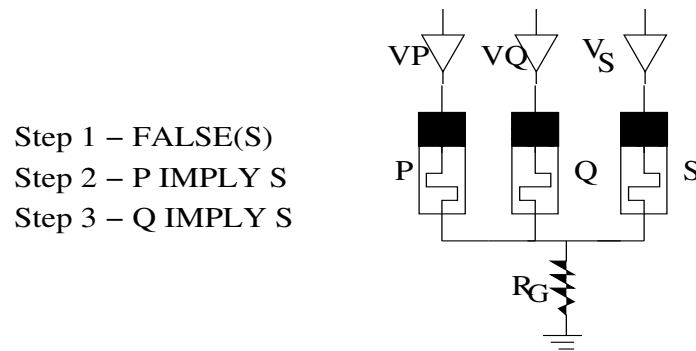 Step 1 – FALSE(S)
Step 2 – P IMPLY S
Step 3 – Q IMPLY S
VP VQ VS
P Q S
RG